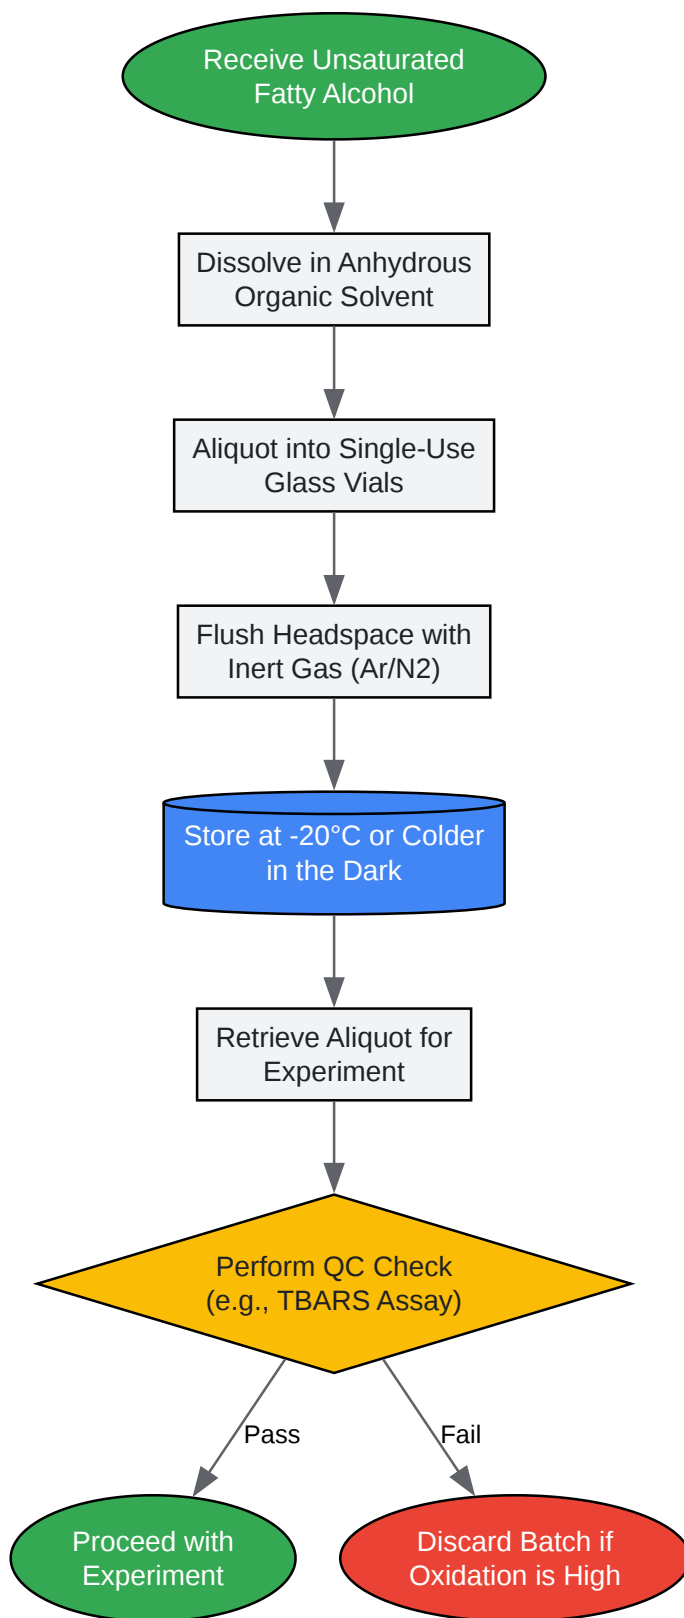 Receive Unsaturated
Fatty Alcohol
Dissolve in Anhydrous
Organic Solvent
Aliquot into Single-Use
Glass Vials
Flush Headspace with
Inert Gas (Ar/N2)
Store at -20°C or Colder
in the Dark
Retrieve Aliquot for
Experiment
Perform QC Check
(e.g., TBARS Assay)
Pass
Fail
Proceed with
Experiment
Discard Batch if
Oxidation is High